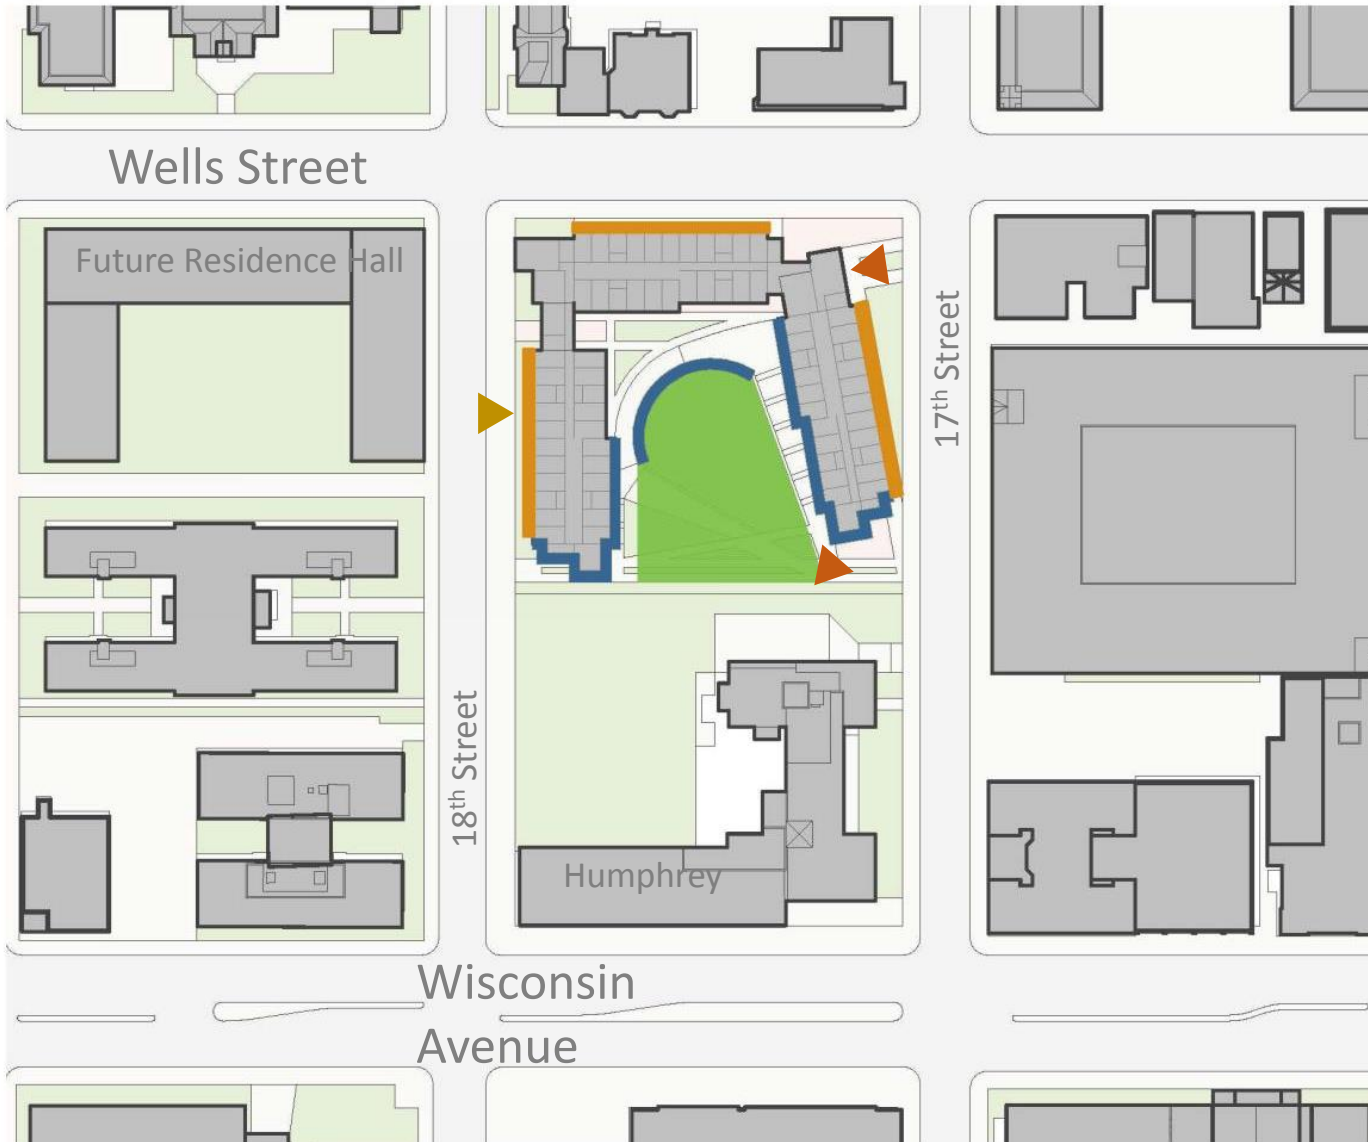 Wells Street
Future Residence Hall
17th Street
18th Street
Humphrey
Wisconsin
Avenue